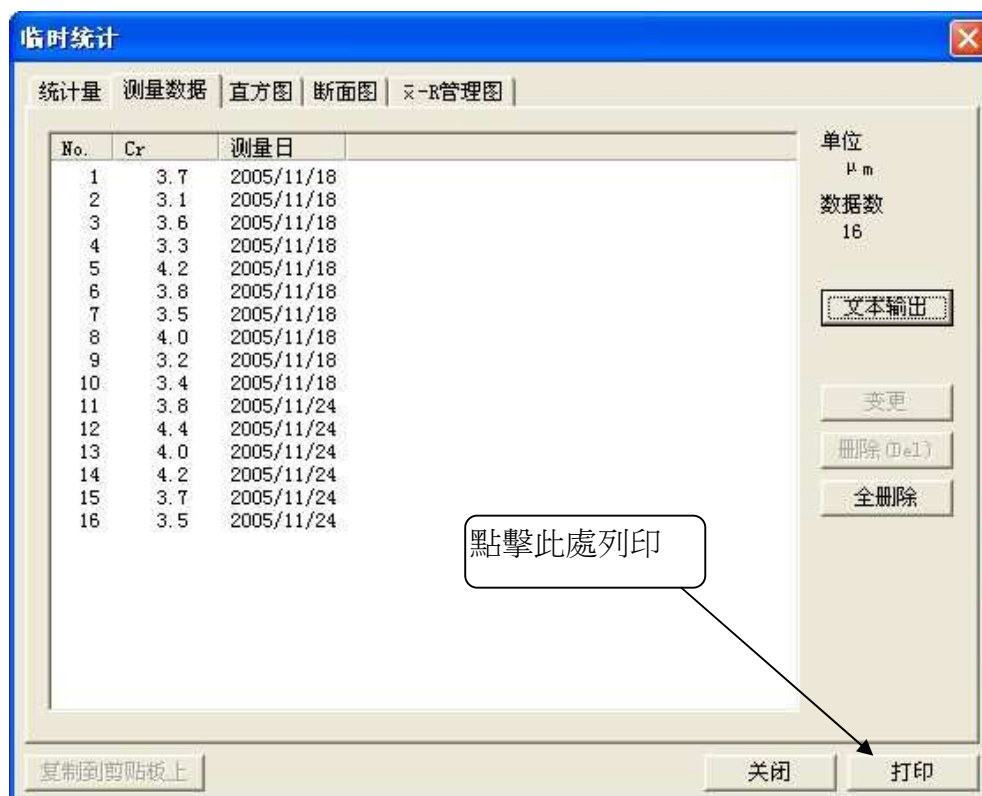 临时统计
统计量 测量数据 直方图 断面图 x̄-R管理图
No. Cr 测量日
1 3.7 2005/11/18
2 3.1 2005/11/18
3 3.6 2005/11/18
4 3.3 2005/11/18
5 4.2 2005/11/18
6 3.8 2005/11/18
7 3.5 2005/11/18
8 4.0 2005/11/18
9 3.2 2005/11/18
10 3.4 2005/11/18
11 3.8 2005/11/24
12 4.4 2005/11/24
13 4.0 2005/11/24
14 4.2 2005/11/24
15 3.7 2005/11/24
16 3.5 2005/11/24
单位
μm
数据数
16
文本输出
变更
删除(Del)
全删除
點擊此處列印
复制到剪贴板上 关闭 打印